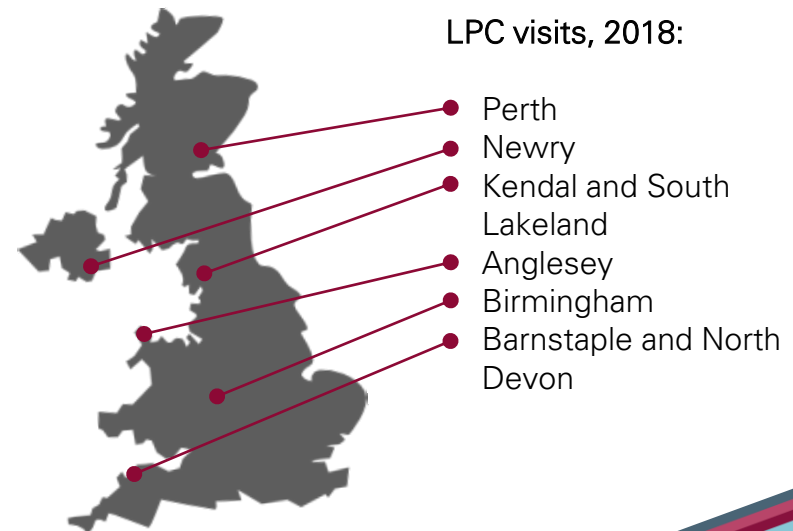 LPC visits, 2018:
Perth
Newry
Kendal and South
Lakeland
Anglesey
Birmingham
Barnstaple and North
Devon